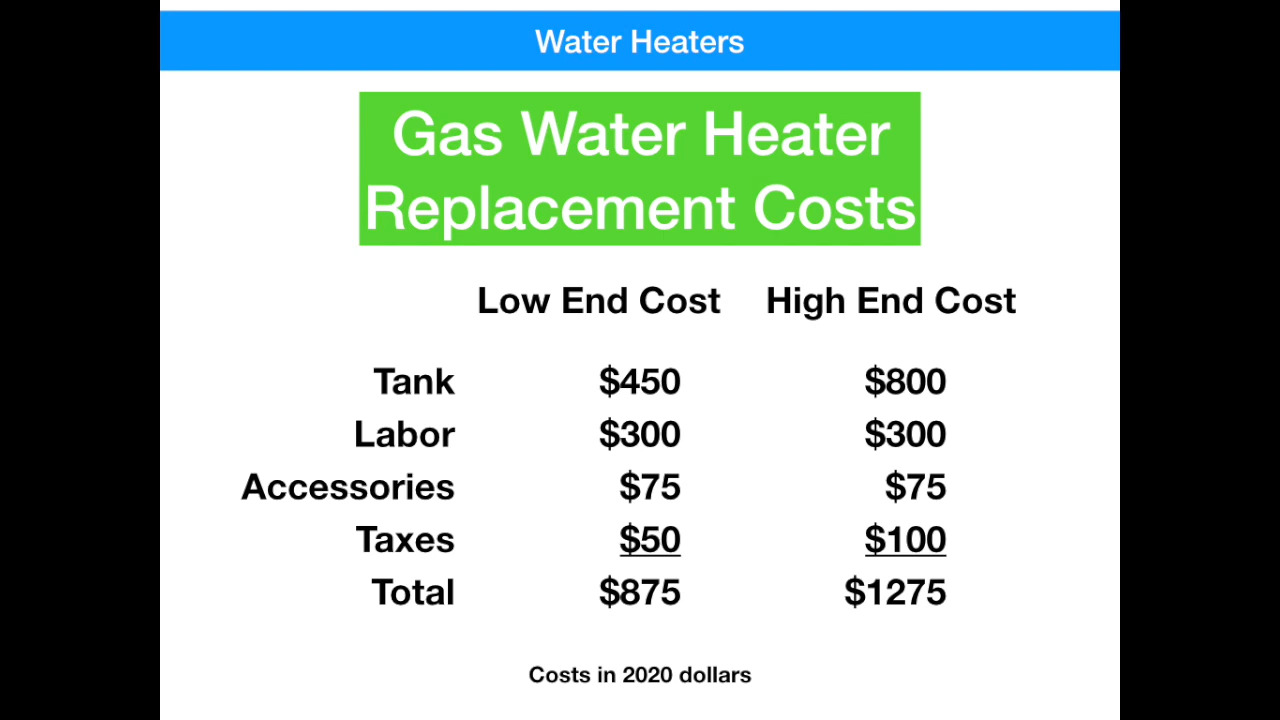 Water Heaters
Gas Water Heater
Replacement Costs
Low End Cost High End Cost
Tank $450 $800
Labor $300 $300
Accessories $75 $75
Taxes $50 $100
Total $875 $1275
Costs in 2020 dollars